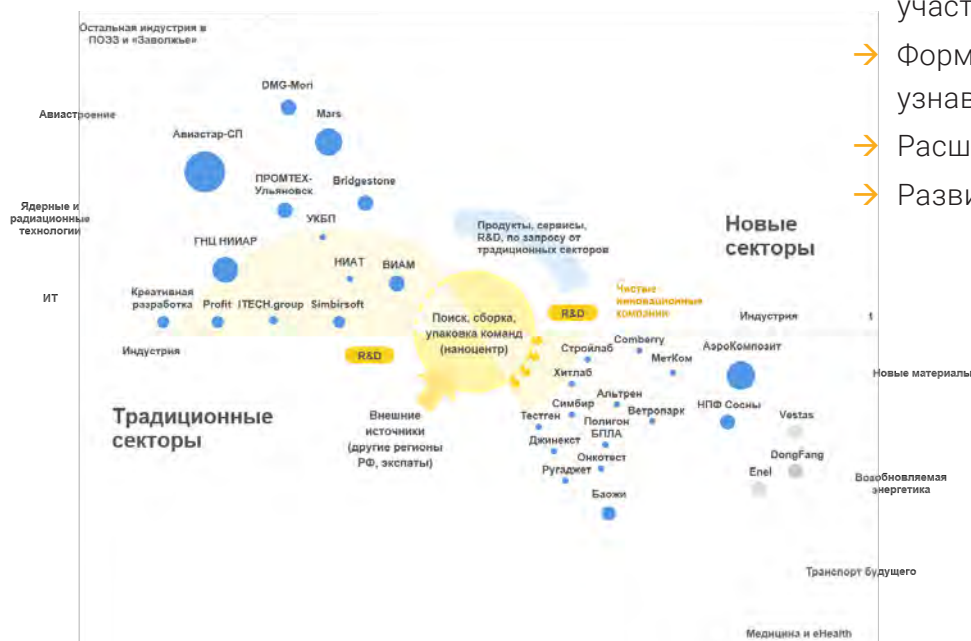 участ
Форм
узнав
Расш
Разви
Остальная индустрия в
ПОЭЗ и «Заволжье»
DMG-Mori
Mars
Авиастроение
Авиастар-СП
ПРОМТЕХ-
Ульяновск
Bridgestone
Ядерные и
радиационные
технологии
УКБП
ГНЦ НИИАР
НИАТ
ВИАМ
Продукты, сервисы,
R&D, по запросу от
традиционных секторов
Новые
секторы
ИТ
Креативная
разработка
Profit
ITECH.group
Simbirsoft
Поиск, сборка,
упаковка команд
(наноцентр)
R&D
Чистые
инновационные
компании
Индустрия
1
Индустрия
R&D
Стройлаб
Comberry
МетКом
АэроКомпозит
Новые материалы
Хитлаб
Альтрен
Симбир
Ветропарк
НПФ Сосны
Vestas
Традиционные
секторы
Внешние
источники
(другие регионы
РФ, экспаты)
Тестген
Полигон
БПЛА
Джинекст
Онкотест
Ругаджет
DongFang
Enel
Возобновляемая
энергетика
Баожи
Транспорт будущего
Медицина и eHealth